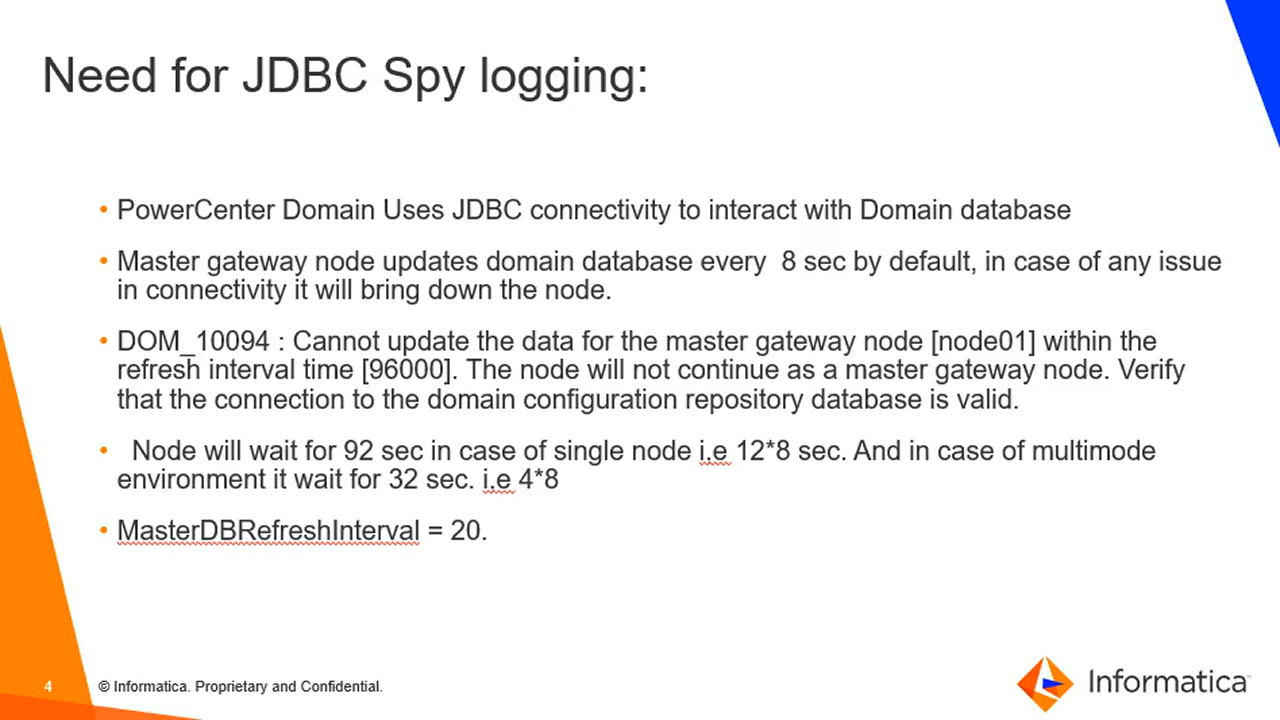 Need for JDBC Spy logging:
• PowerCenter Domain Uses JDBC connectivity to interact with Domain database
• Master gateway node updates domain database every  8 sec by default, in case of any issue
in connectivity it will bring down the node.
• DOM_10094 : Cannot update the data for the master gateway node [node01] within the
refresh interval time [96000]. The node will not continue as a master gateway node. Verify
that the connection to the domain configuration repository database is valid.
•  Node will wait for 92 sec in case of single node i.e 12*8 sec. And in case of multimode
environment it wait for 32 sec. i.e 4*8
• MasterDBRefreshInterval = 20.
4
© Informatica. Proprietary and Confidential.
Informatica